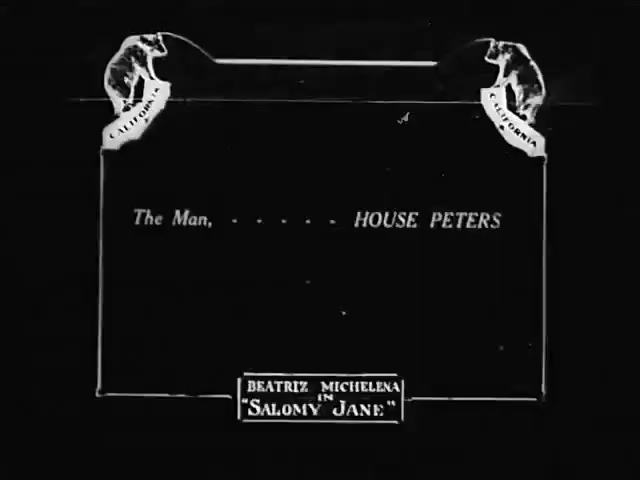 CALIFORNIA
CALIFORNIA
The Man, . . . . . HOUSE PETERS
BEATRIZ MICHELENA
IN
"SALOMY JANE"